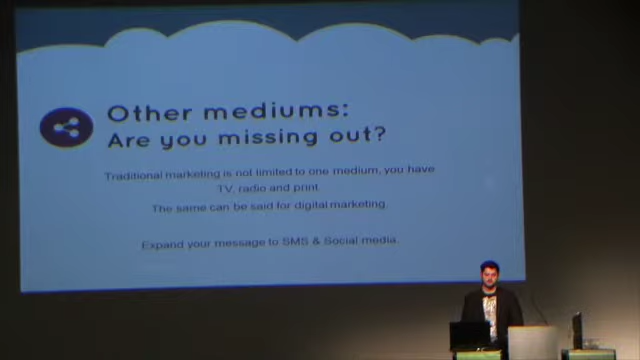 Other mediums:
Are you missing out?
Traditional marketing is not limited to one medium, you have
TV, radio and print.
The same can be said for digital marketing.
Expand your message to SMS & Social media.